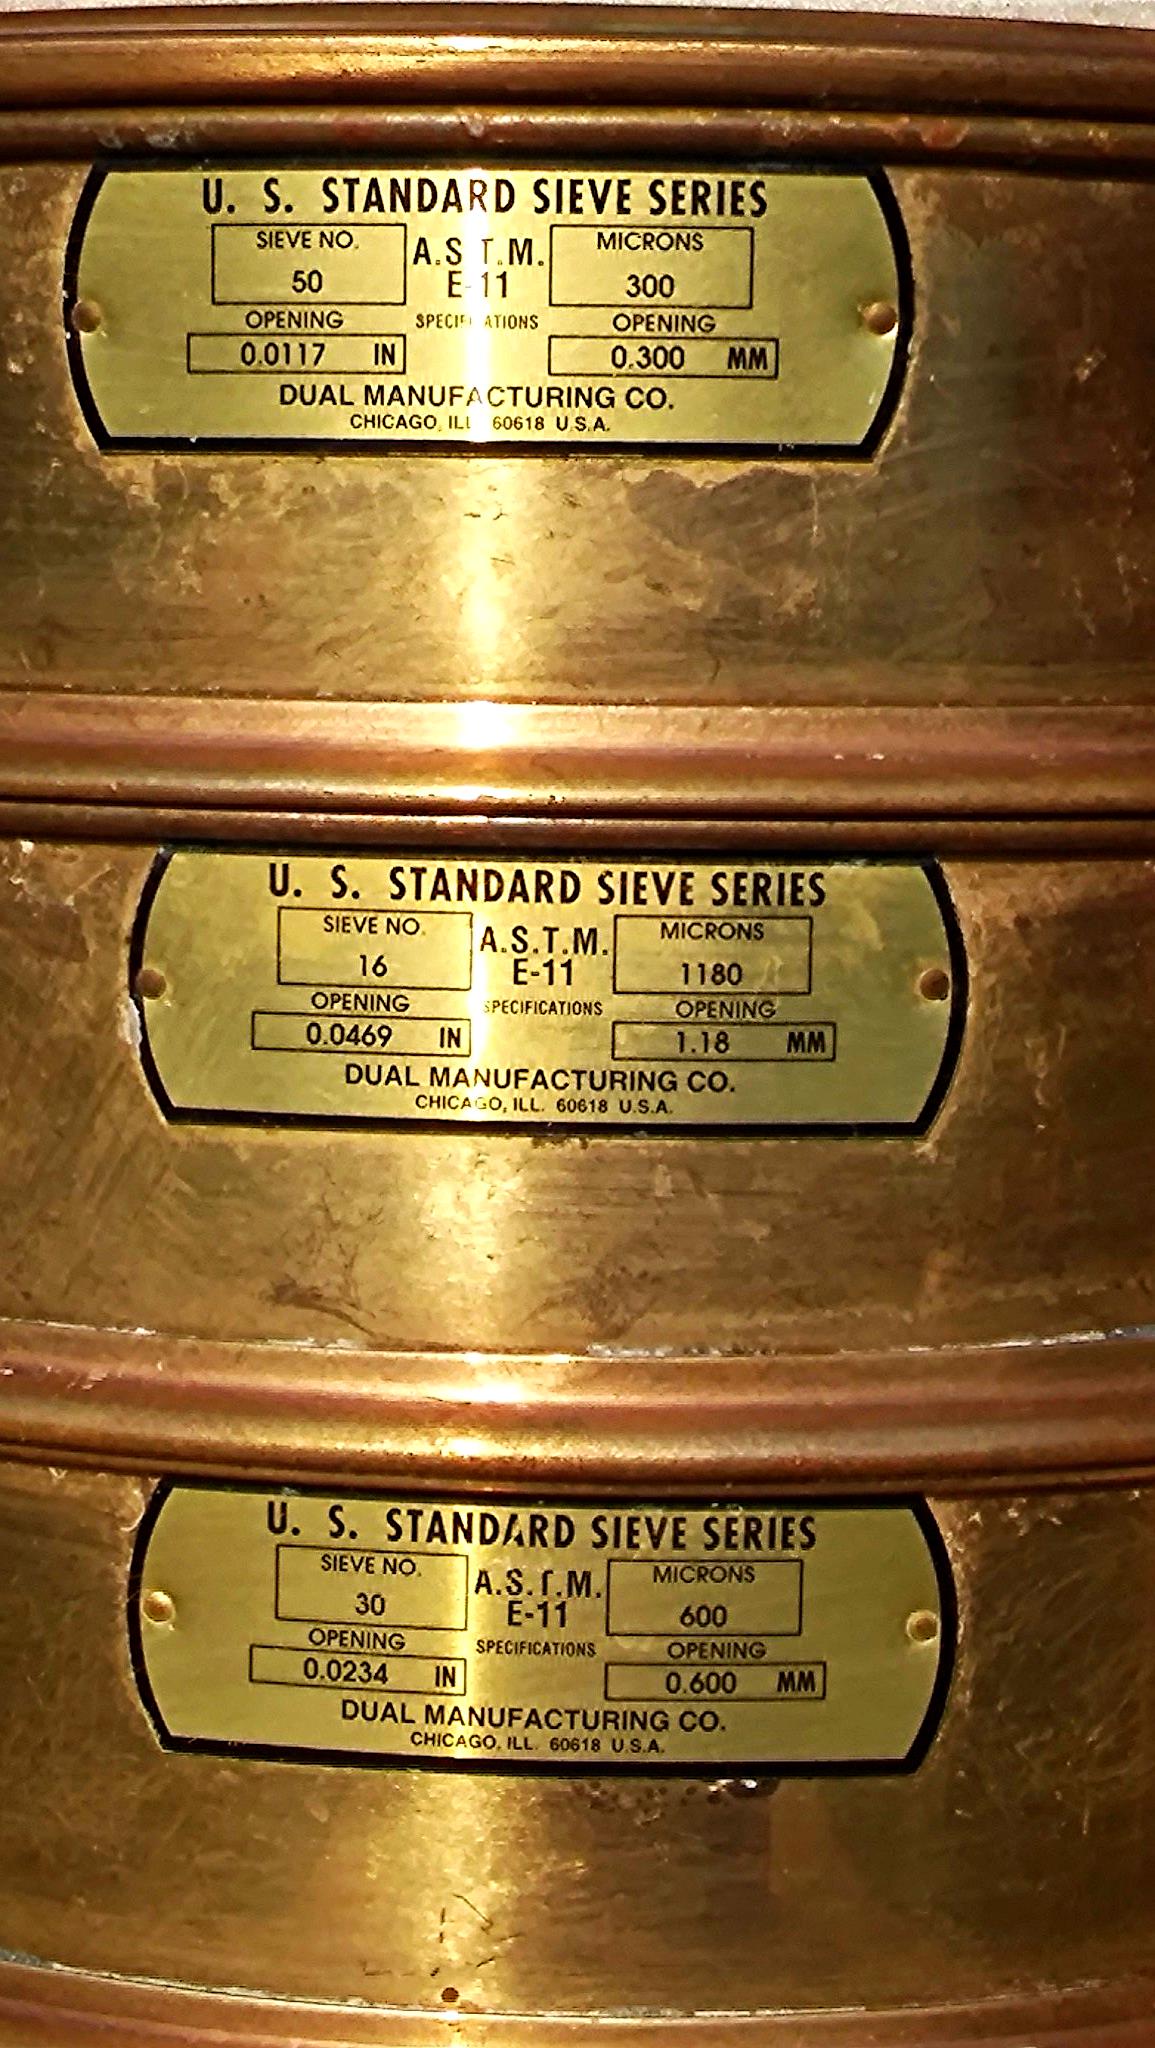 U. S. STANDARD SIEVE SERIES
SIEVE NO. A.S.T.M. MICRONS
50 E-11 300
OPENING SPECIFICATIONS OPENING
0.0117 IN 0.300 MM
DUAL MANUFACTURING CO.
CHICAGO, ILL. 60618 U.S.A.
U. S. STANDARD SIEVE SERIES
SIEVE NO. A.S.T.M. MICRONS
16 E-11 1180
OPENING SPECIFICATIONS OPENING
0.0469 IN 1.18 MM
DUAL MANUFACTURING CO.
CHICAGO, ILL. 60618 U.S.A.
U. S. STANDARD SIEVE SERIES
SIEVE NO. A.S.T.M. MICRONS
30 E-11 600
OPENING SPECIFICATIONS OPENING
0.0234 IN 0.600 MM
DUAL MANUFACTURING CO.
CHICAGO, ILL. 60618 U.S.A.